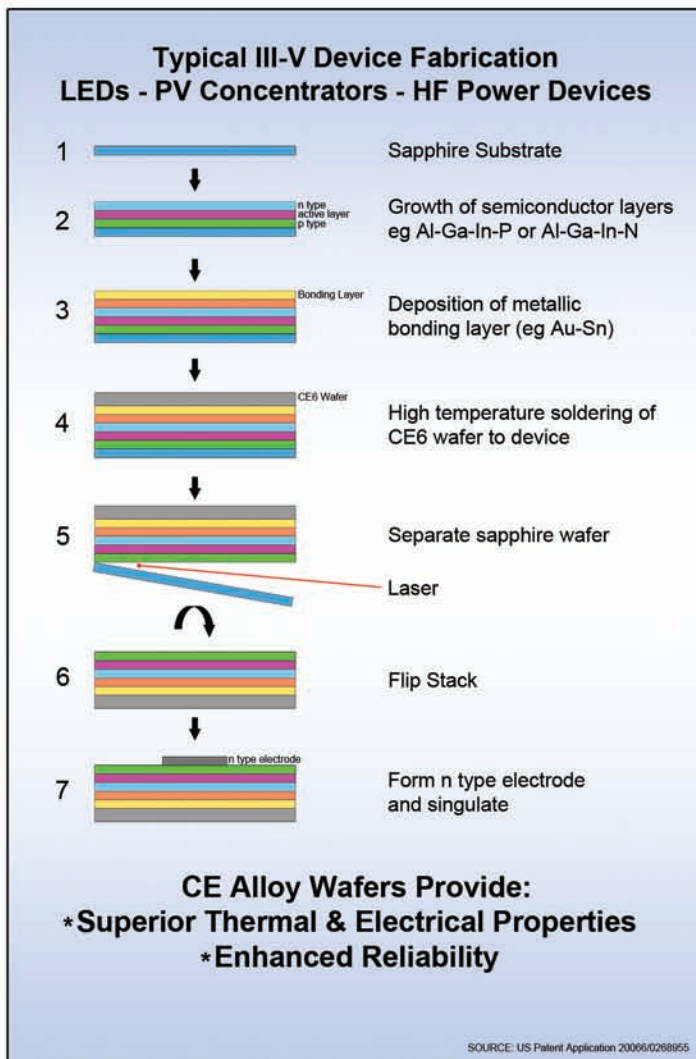 Typical III-V Device Fabrication
LEDs - PV Concentrators - HF Power Devices
1
Sapphire Substrate
2
n type
active layer
p type
Growth of semiconductor layers
eg Al-Ga-In-P or Al-Ga-In-N
3
Bonding Layer
Deposition of metallic
bonding layer (eg Au-Sn)
4
CE6 Wafer
High temperature soldering of
CE6 wafer to device
5
Separate sapphire wafer
Laser
6
Flip Stack
7
n type electrode
Form n type electrode
and singulate
CE Alloy Wafers Provide:
*Superior Thermal & Electrical Properties
*Enhanced Reliability
SOURCE: US Patent Application 20066/0268955